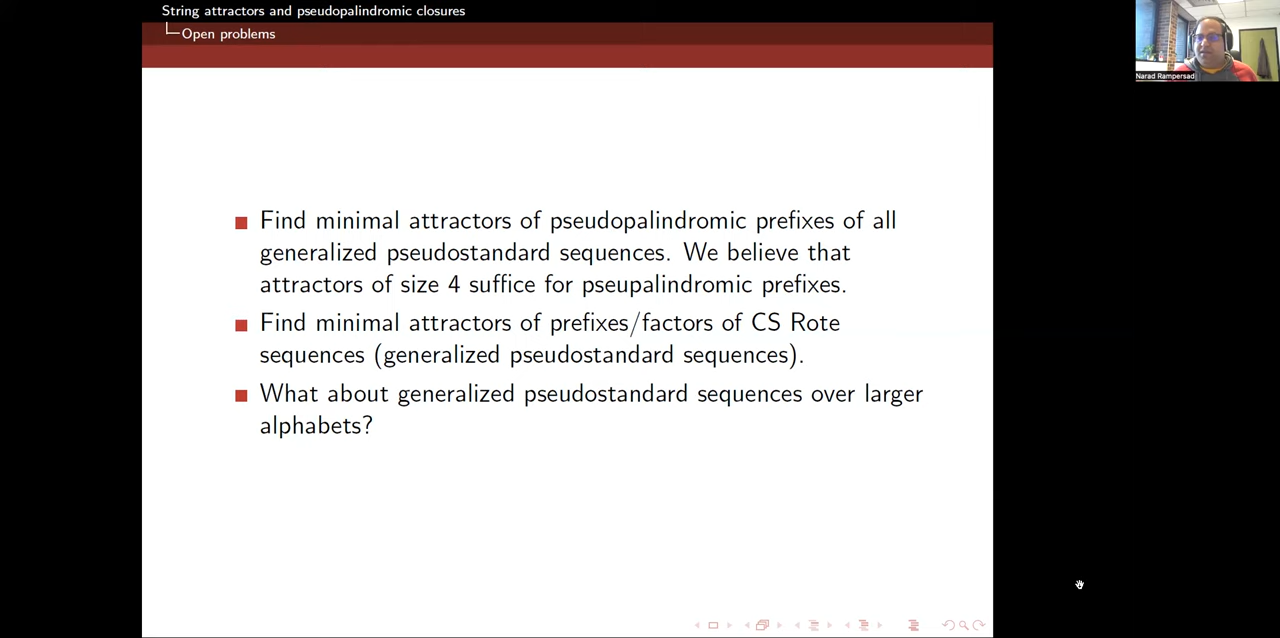 String attractors and pseudopalindromic closures
Open problems
Narad Rampersad
Find minimal attractors of pseudopalindromic prefixes of all
generalized pseudostandard sequences. We believe that
attractors of size 4 suffice for pseupalindromic prefixes.
Find minimal attractors of prefixes/factors of CS Rote
sequences (generalized pseudostandard sequences).
What about generalized pseudostandard sequences over larger
alphabets?